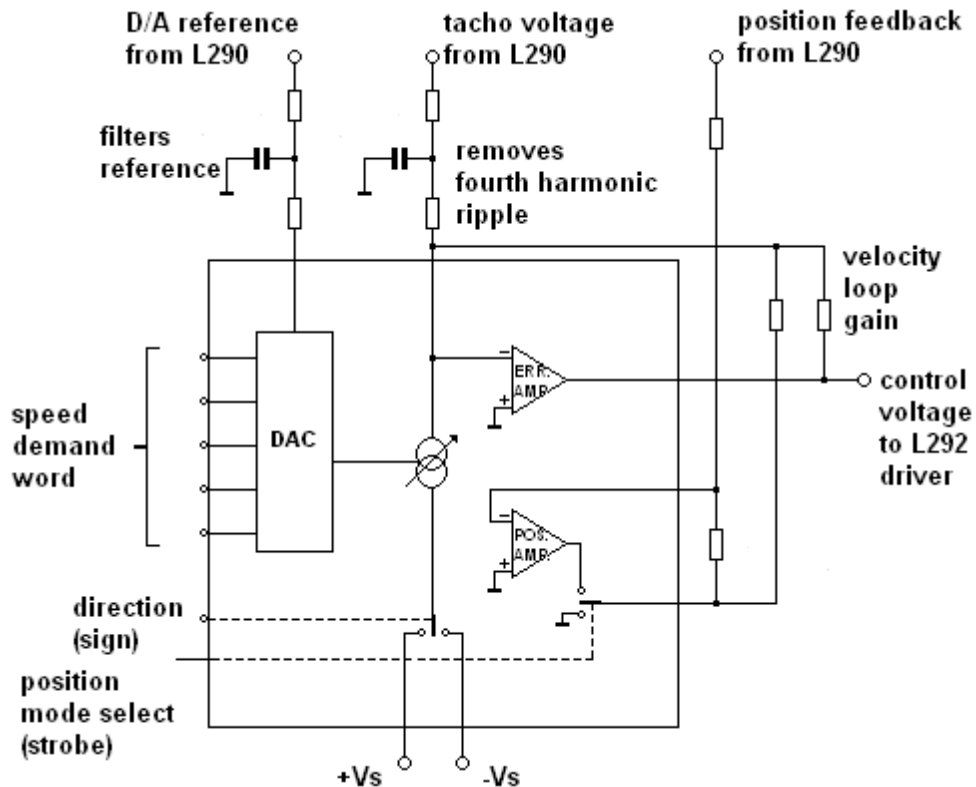 D/A reference
from L290
tacho voltage
from L290
position feedback
from L290
filters
reference
removes
fourth harmonic
ripple
velocity
loop
gain
speed
demand
word
DAC
-
ERR.
AMP.
+
control
voltage
to L292
driver
-
POS.
AMP.
+
direction
(sign)
position
mode select
(strobe)
+Vs
-Vs